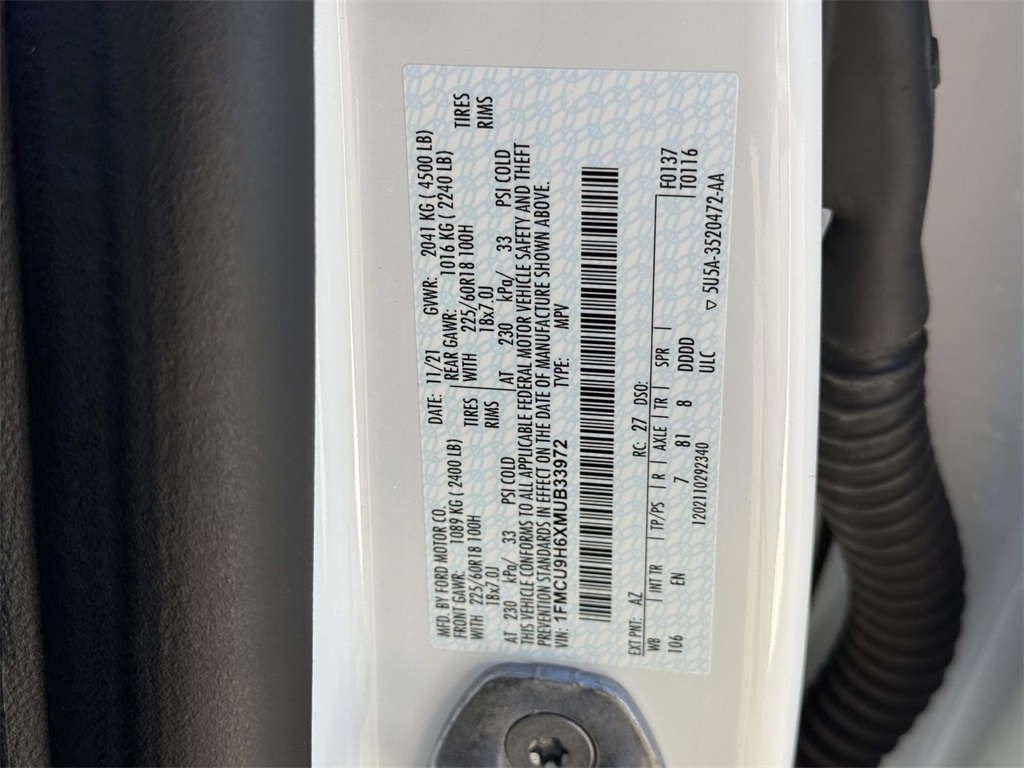 MFD. BY FORD MOTOR CO.
DATE: 11/21 GVWR: 2041 KG ( 4500 LB)
FRONT GAWR: 1089 KG ( 2400 LB) REAR GAWR: 1016 KG ( 2240 LB)
WITH 225/60R18 100H TIRES WITH 225/60R18 100H TIRES
18x7.0J RIMS 18x7.0J RIMS
AT 230 kPa/ 33 PSI COLD AT 230 kPa/ 33 PSI COLD
THIS VEHICLE CONFORMS TO ALL APPLICABLE FEDERAL MOTOR VEHICLE SAFETY AND THEFT
PREVENTION STANDARDS IN EFFECT ON THE DATE OF MANUFACTURE SHOWN ABOVE.
VIN: 1FMCU9H6XMUB33972 TYPE: MPV
EXT PNT: AZ RC: 27 DSO: F0137
WB | INT TR | TP/PS | R | AXLE | TR | SPR | T0116
106 EN 7 81 8 DDDD
120211029234​0 ULC
▽ 5U5A-3520472-AA